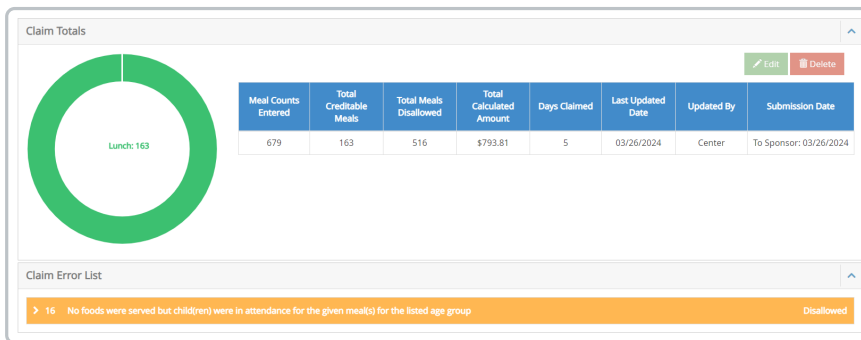 Claim Totals
Edit Delete
Lunch: 163
Meal Counts Entered Total Creditable Meals Total Meals Disallowed Total Calculated Amount Days Claimed Last Updated Date Updated By Submission Date
679 163 516 $793.81 5 03/26/2024 Center To Sponsor: 03/26/2024
Claim Error List
16 No foods were served but child(ren) were in attendance for the given meal(s) for the listed age group Disallowed